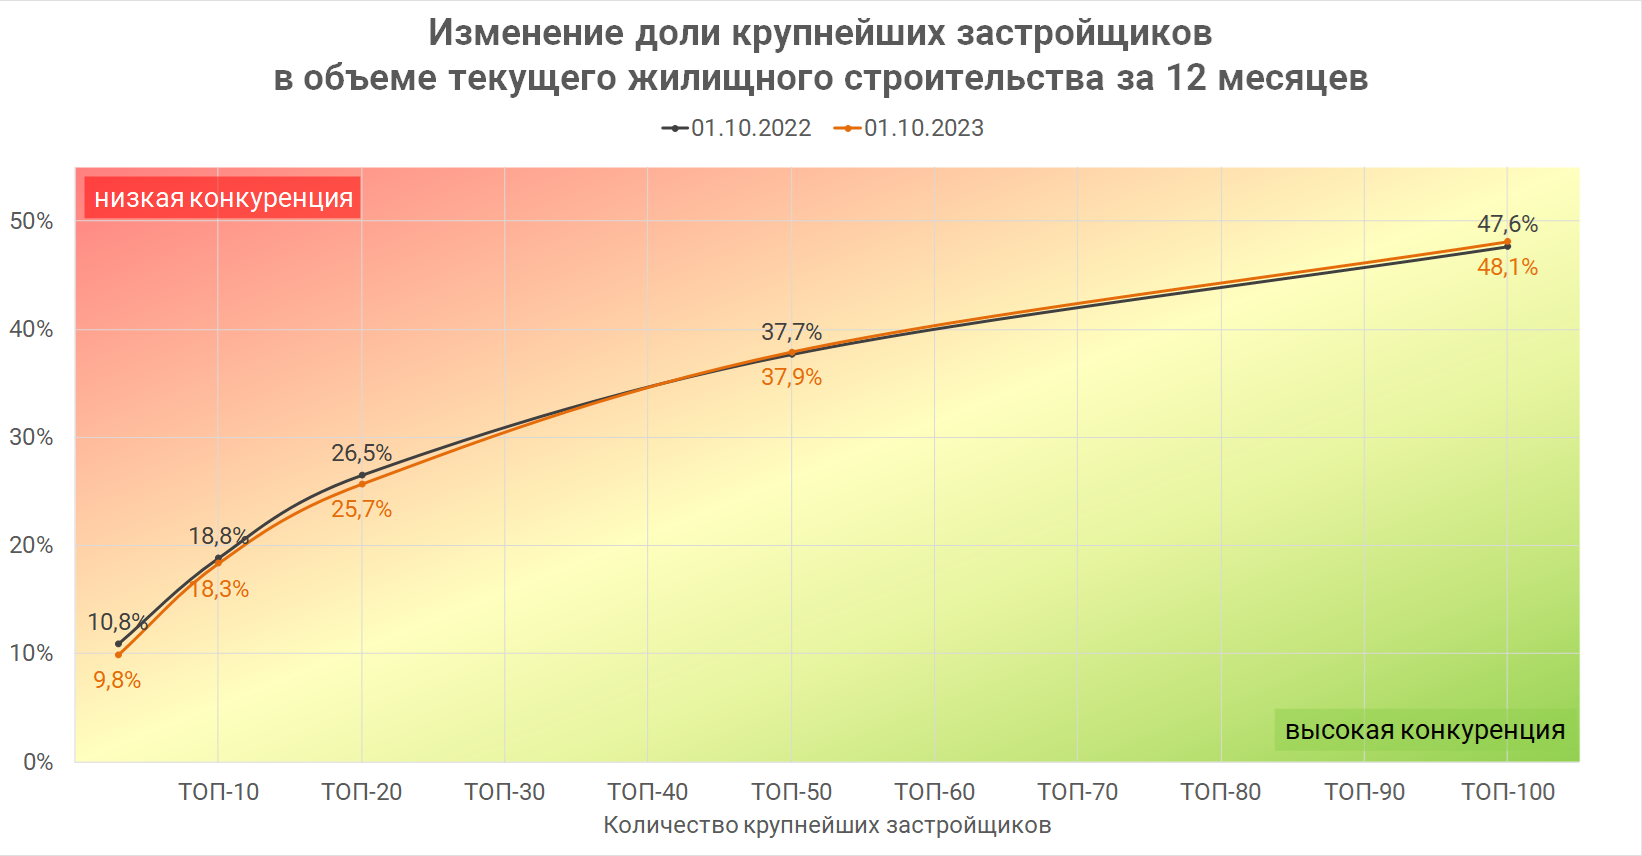 Изменение доли крупнейших застройщиков
в объеме текущего жилищного строительства за 12 месяцев
01.10.2022 01.10.2023
низкая конкуренция
50%
47,6%
48,1%
40%
37,7%
37,9%
30%
26,5%
25,7%
20%
18,8%
18,3%
10,8%
10%
9,8%
высокая конкуренция
0%
ТОП-10 ТОП-20 ТОП-30 ТОП-40 ТОП-50 ТОП-60 ТОП-70 ТОП-80 ТОП-90 ТОП-100
Количество крупнейших застройщиков